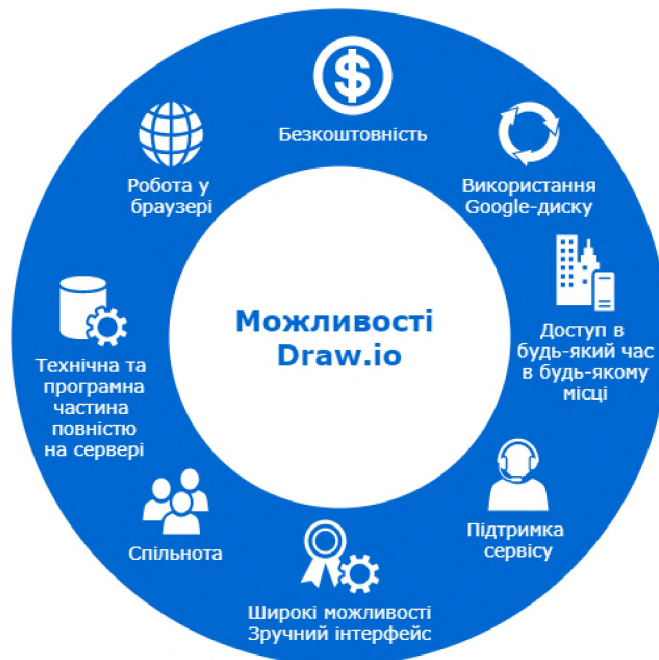 Безкоштовність
Використання
Google-диску
Доступ в
будь-який час
в будь-якому
місці
Підтримка
сервісу
Широкі можливості
Зручний інтерфейс
Спільнота
Технічна та
програмна
частина
повністю
на сервері
Робота у
браузері
Можливості
Draw.io